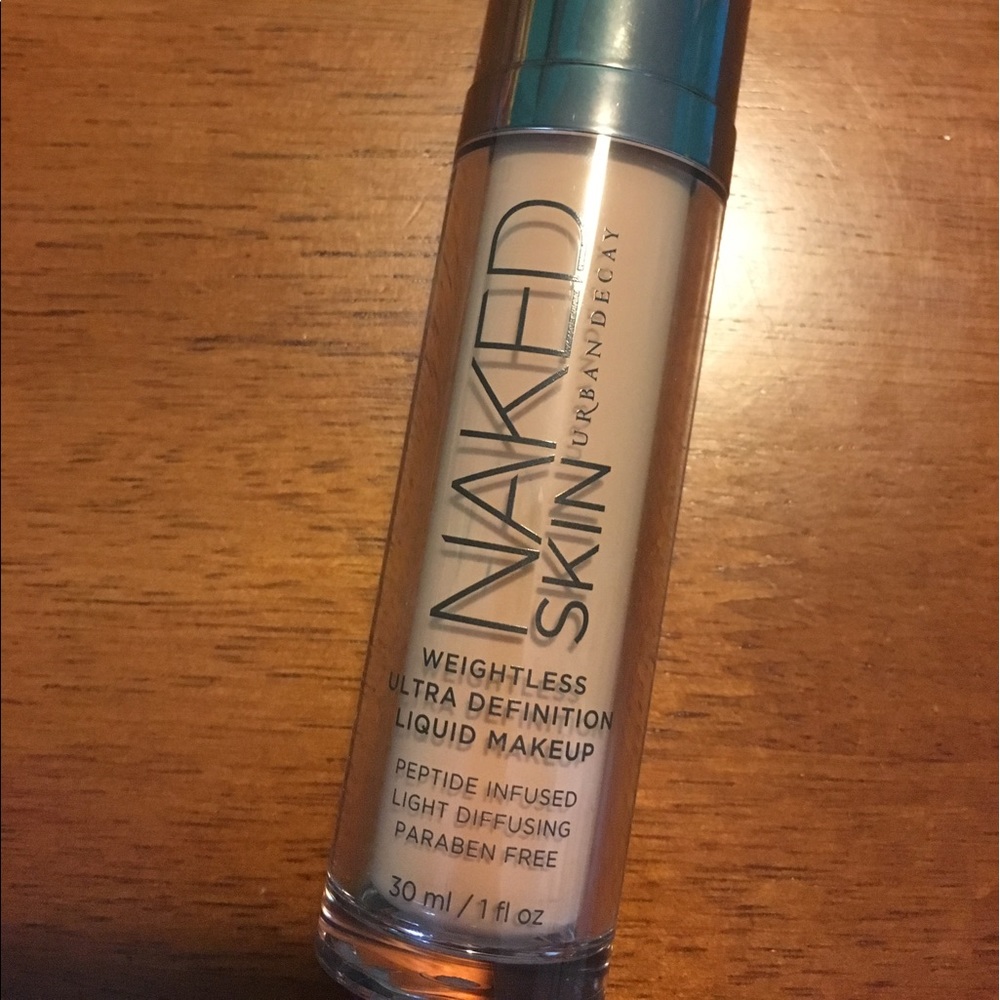 NAKED
SKIN URBAN DECAY
WEIGHTLESS
ULTRA DEFINITION
LIQUID MAKEUP
PEPTIDE INFUSED
LIGHT DIFFUSING
PARABEN FREE
30 ml / 1 fl oz